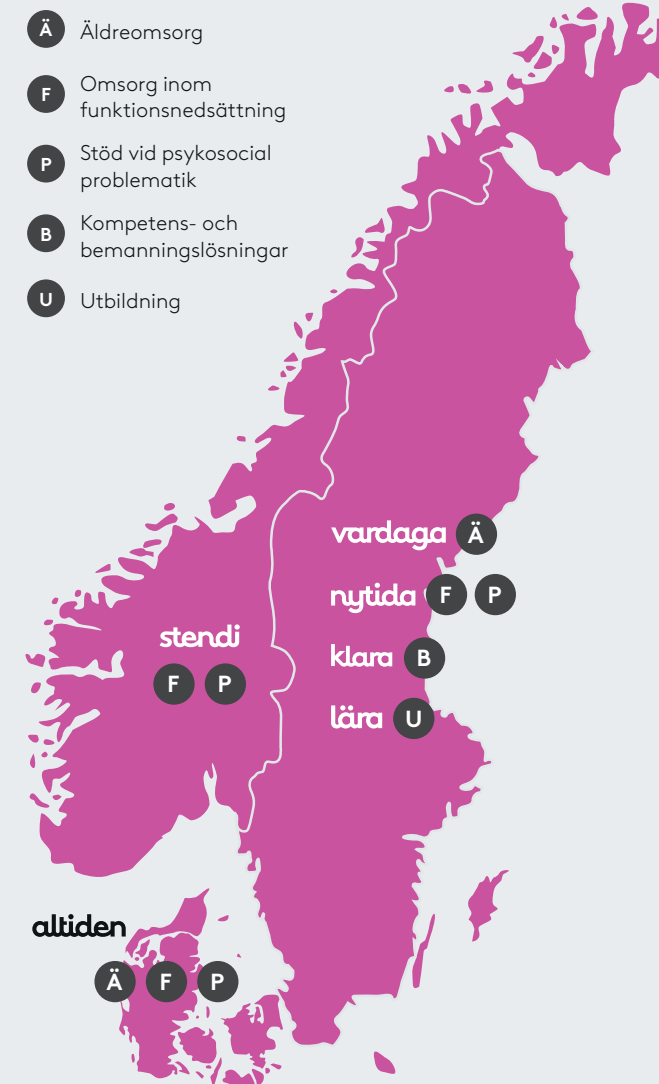 Ä Äldreomsorg
F Omsorg inom
funktionsnedsättning
P Stöd vid psykosocial
problematik
B Kompetens- och
bemanningslösningar
U Utbildning
vardaga Ä
nytida F P
stendi
F P
klara B
lära U
altiden
Ä F P